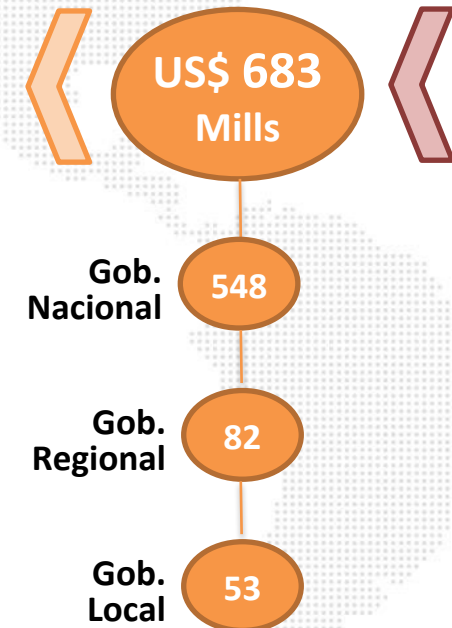 US$ 683
Mills
Gob.
Nacional
548
Gob.
Regional
82
Gob.
Local
53